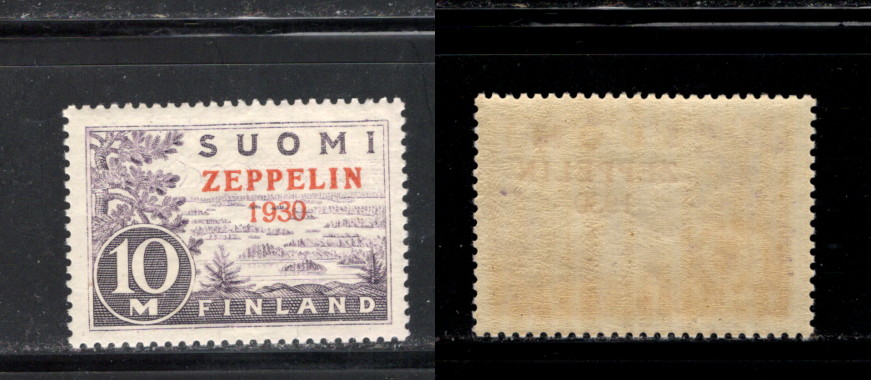 SUOMI
ZEPPELIN
1930
10
M
FINLAND